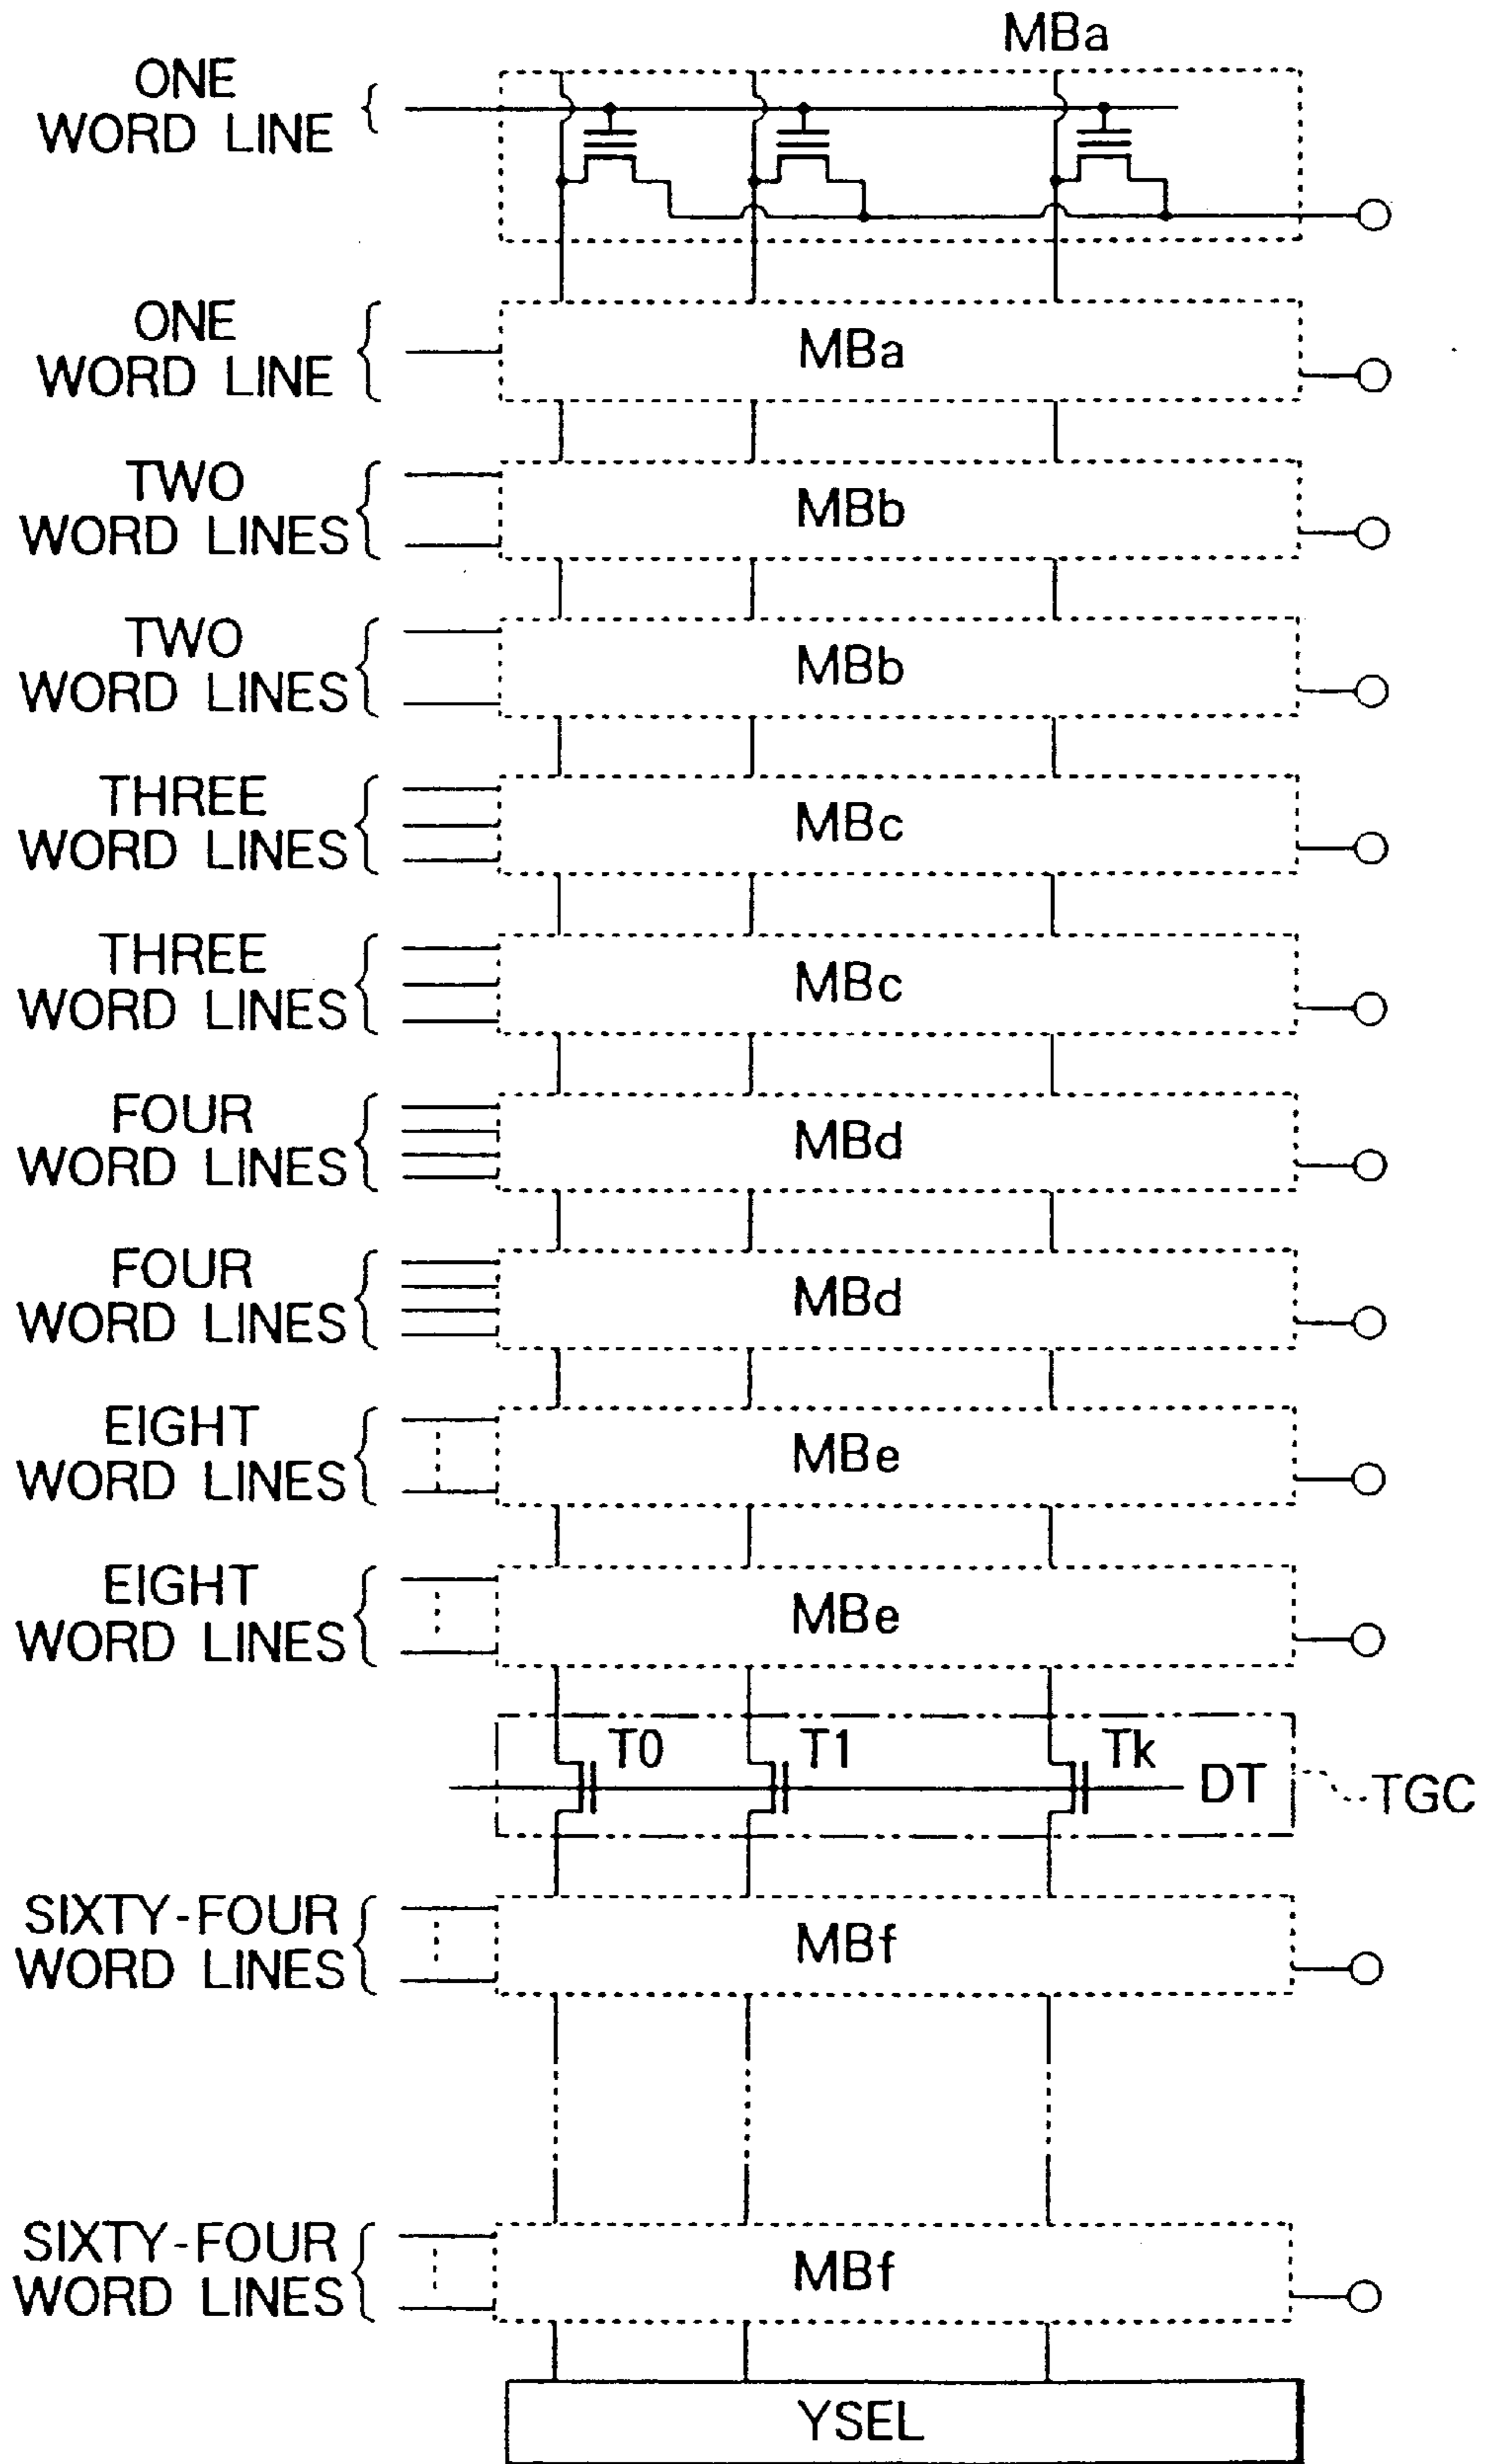 MBa
ONE
WORD LINE
ONE
WORD LINE
MBa
TWO
WORD LINES
MBb
TWO
WORD LINES
MBb
THREE
WORD LINES
MBc
THREE
WORD LINES
MBc
FOUR
WORD LINES
MBd
FOUR
WORD LINES
MBd
EIGHT
WORD LINES
MBe
EIGHT
WORD LINES
MBe
T0 T1 Tk DT TGC
SIXTY-FOUR
WORD LINES
MBf
SIXTY-FOUR
WORD LINES
MBf
YSEL